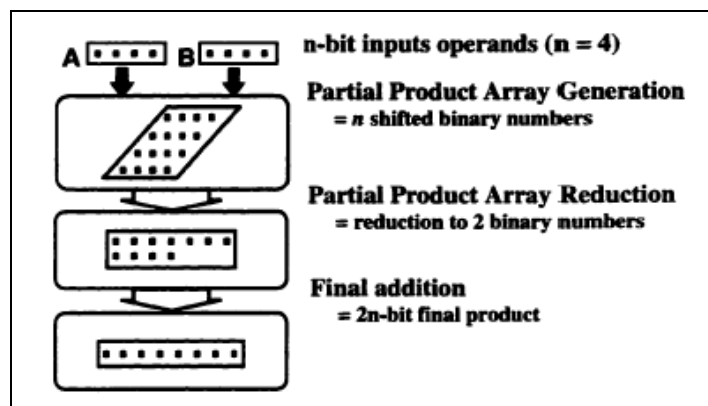 A B n-bit inputs operands (n = 4)
Partial Product Array Generation
= n shifted binary numbers
Partial Product Array Reduction
= reduction to 2 binary numbers
Final addition
= 2n-bit final product